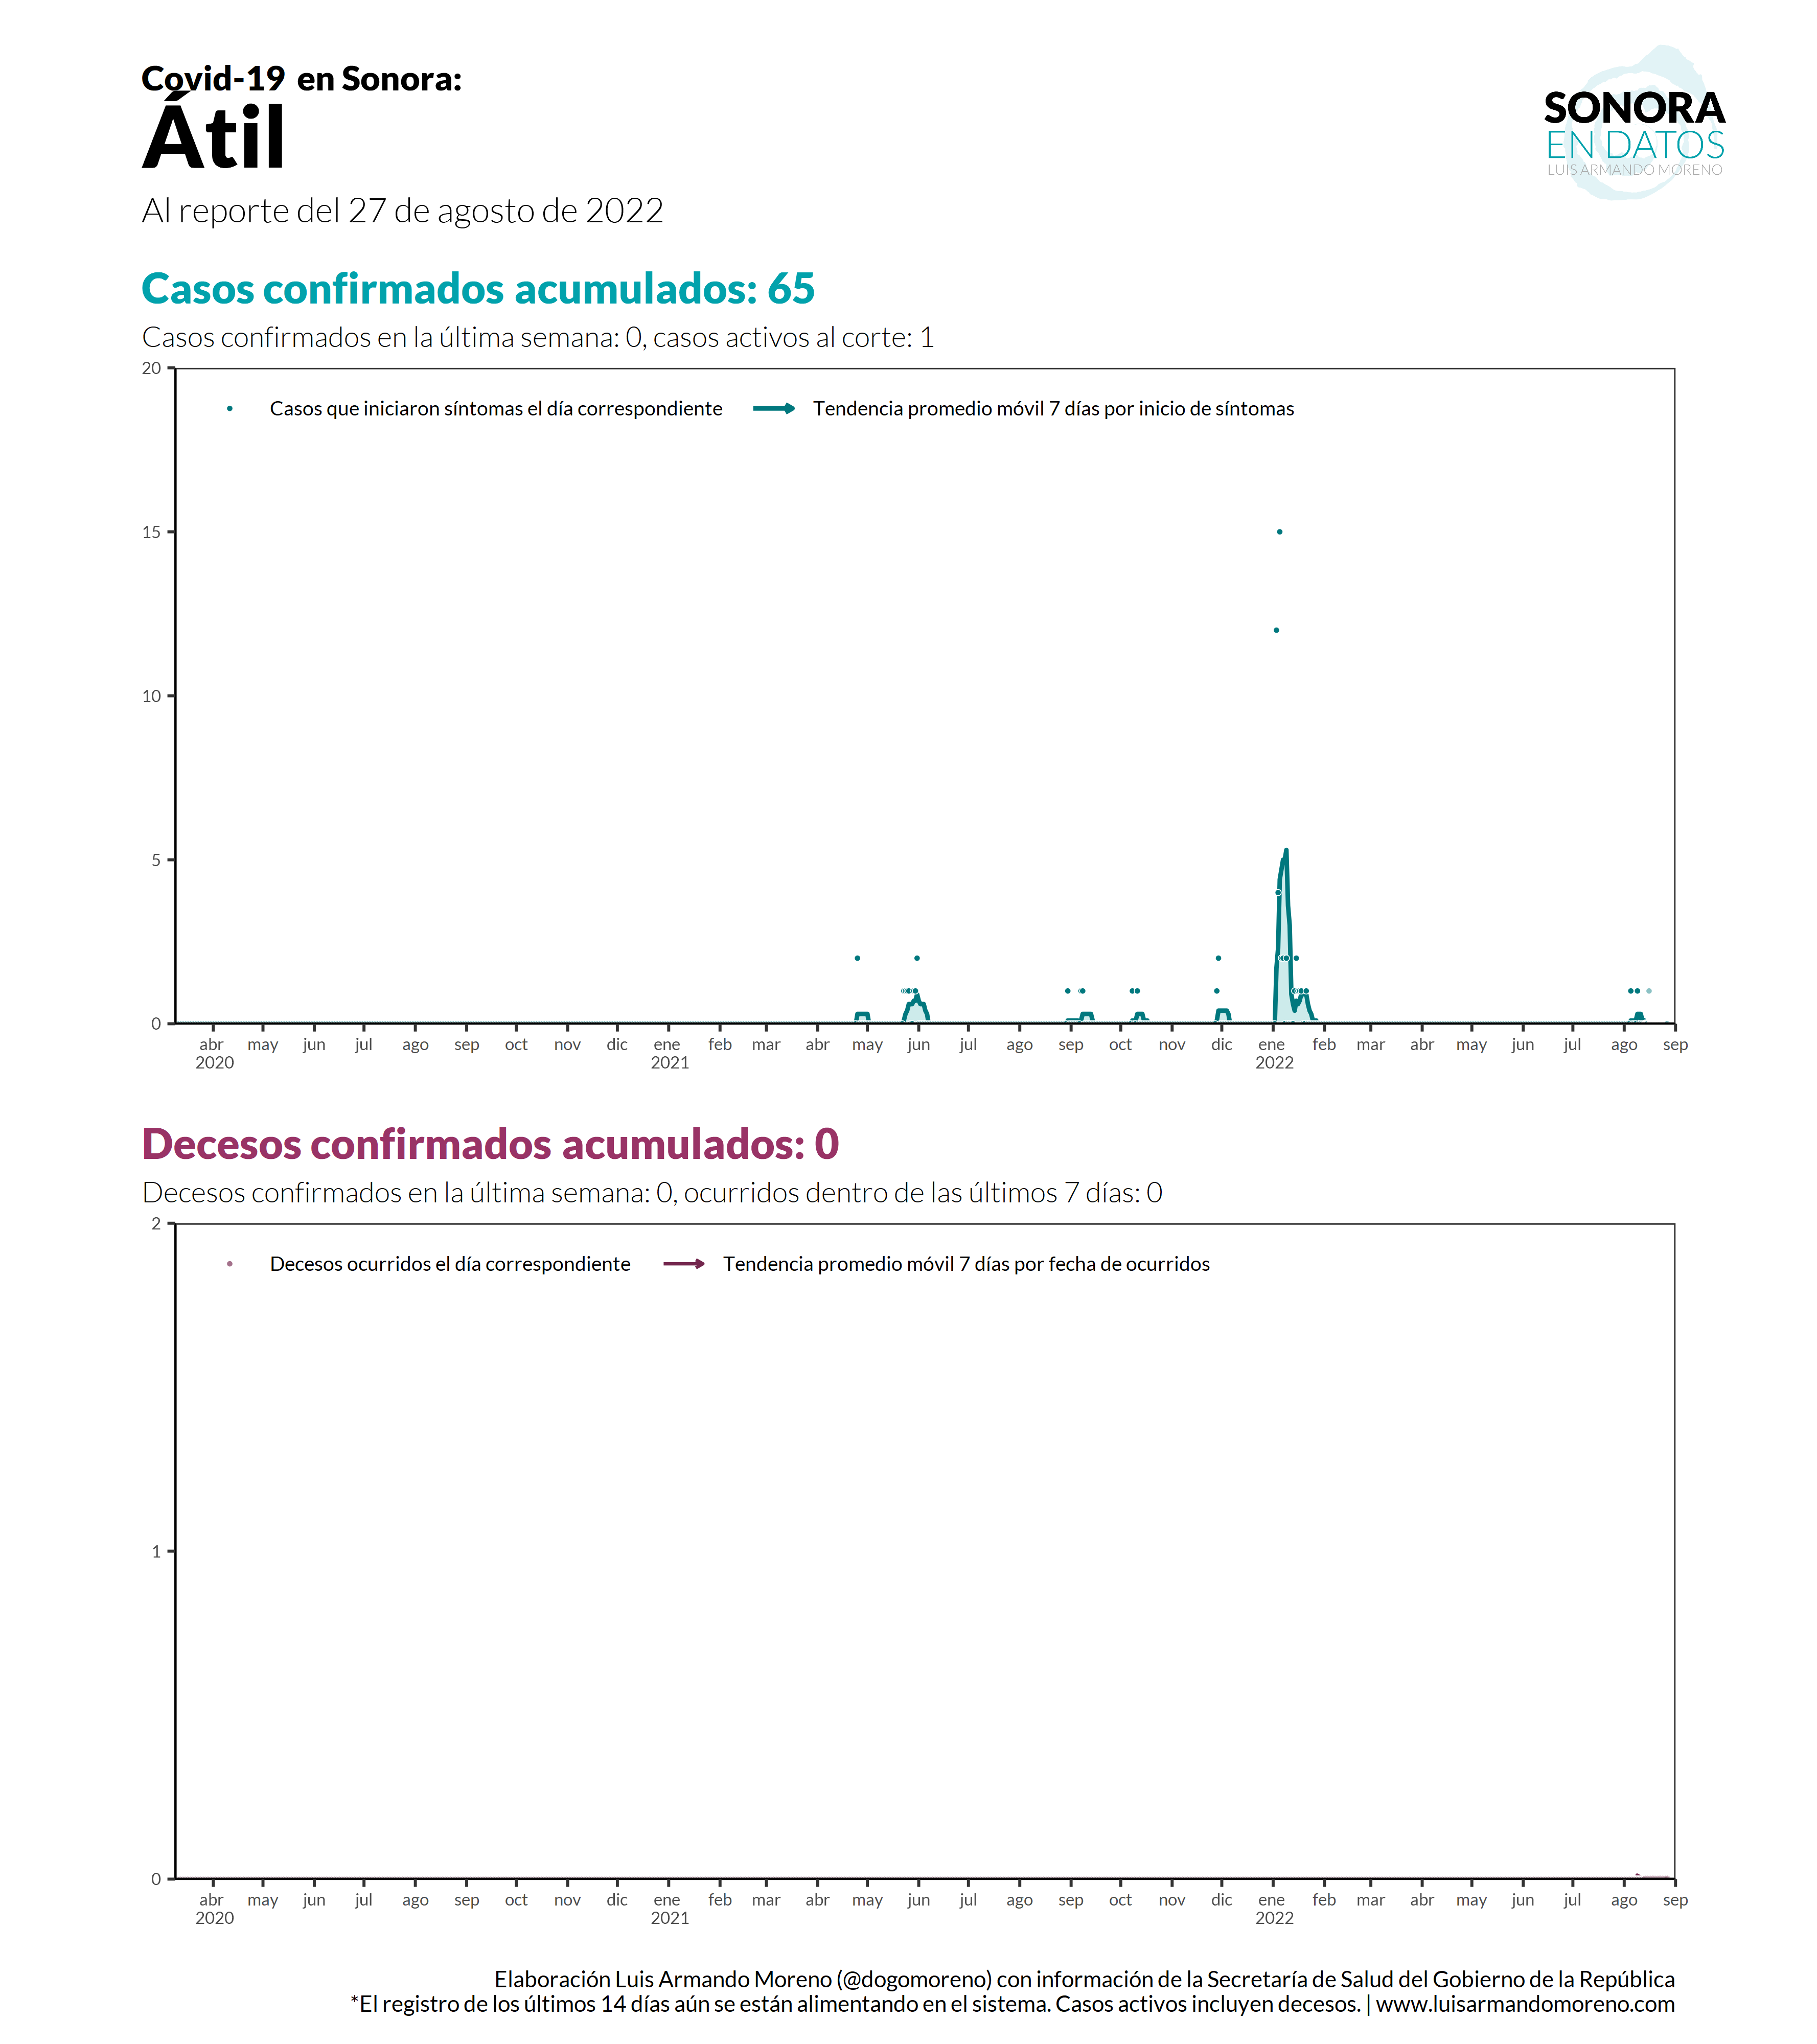 Covid-19 en Sonora:
Átil
Al reporte del 27 de agosto de 2022
SONORA
EN DATOS
LUIS ARMANDO MORENO
Casos confirmados acumulados: 65
Casos confirmados en la última semana: 0, casos activos al corte: 1
Casos que iniciaron síntomas el día correspondiente Tendencia promedio móvil 7 días por inicio de síntomas
20
15
10
5
0
abr may jun jul ago sep oct nov dic ene feb mar abr may jun jul ago sep oct nov dic ene feb mar abr may jun jul ago sep
2020 2021 2022
Decesos confirmados acumulados: 0
Decesos confirmados en la última semana: 0, ocurridos dentro de las últimos 7 días: 0
Decesos ocurridos el día correspondiente Tendencia promedio móvil 7 días por fecha de ocurridos
2
1
0
abr may jun jul ago sep oct nov dic ene feb mar abr may jun jul ago sep oct nov dic ene feb mar abr may jun jul ago sep
2020 2021 2022
Elaboración Luis Armando Moreno (@dogomoreno) con información de la Secretaría de Salud del Gobierno de la República
*El registro de los últimos 14 días aún se están alimentando en el sistema. Casos activos incluyen decesos. | www.luisarmandomoreno.com